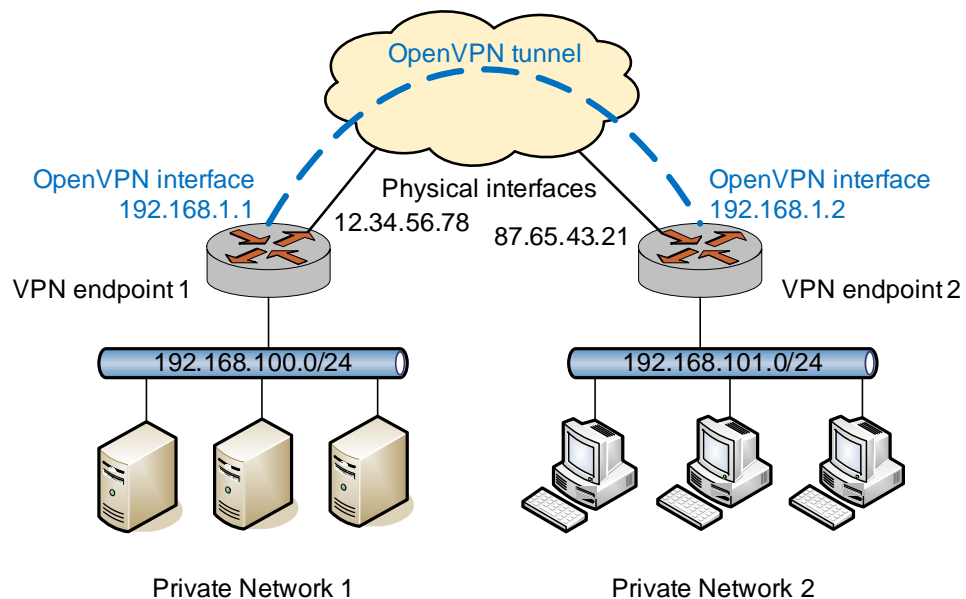 OpenVPN tunnel
OpenVPN interface
192.168.1.1
Physical interfaces
12.34.56.78
87.65.43.21
OpenVPN interface
192.168.1.2
VPN endpoint 1
VPN endpoint 2
192.168.100.0/24
192.168.101.0/24
Private Network 1
Private Network 2